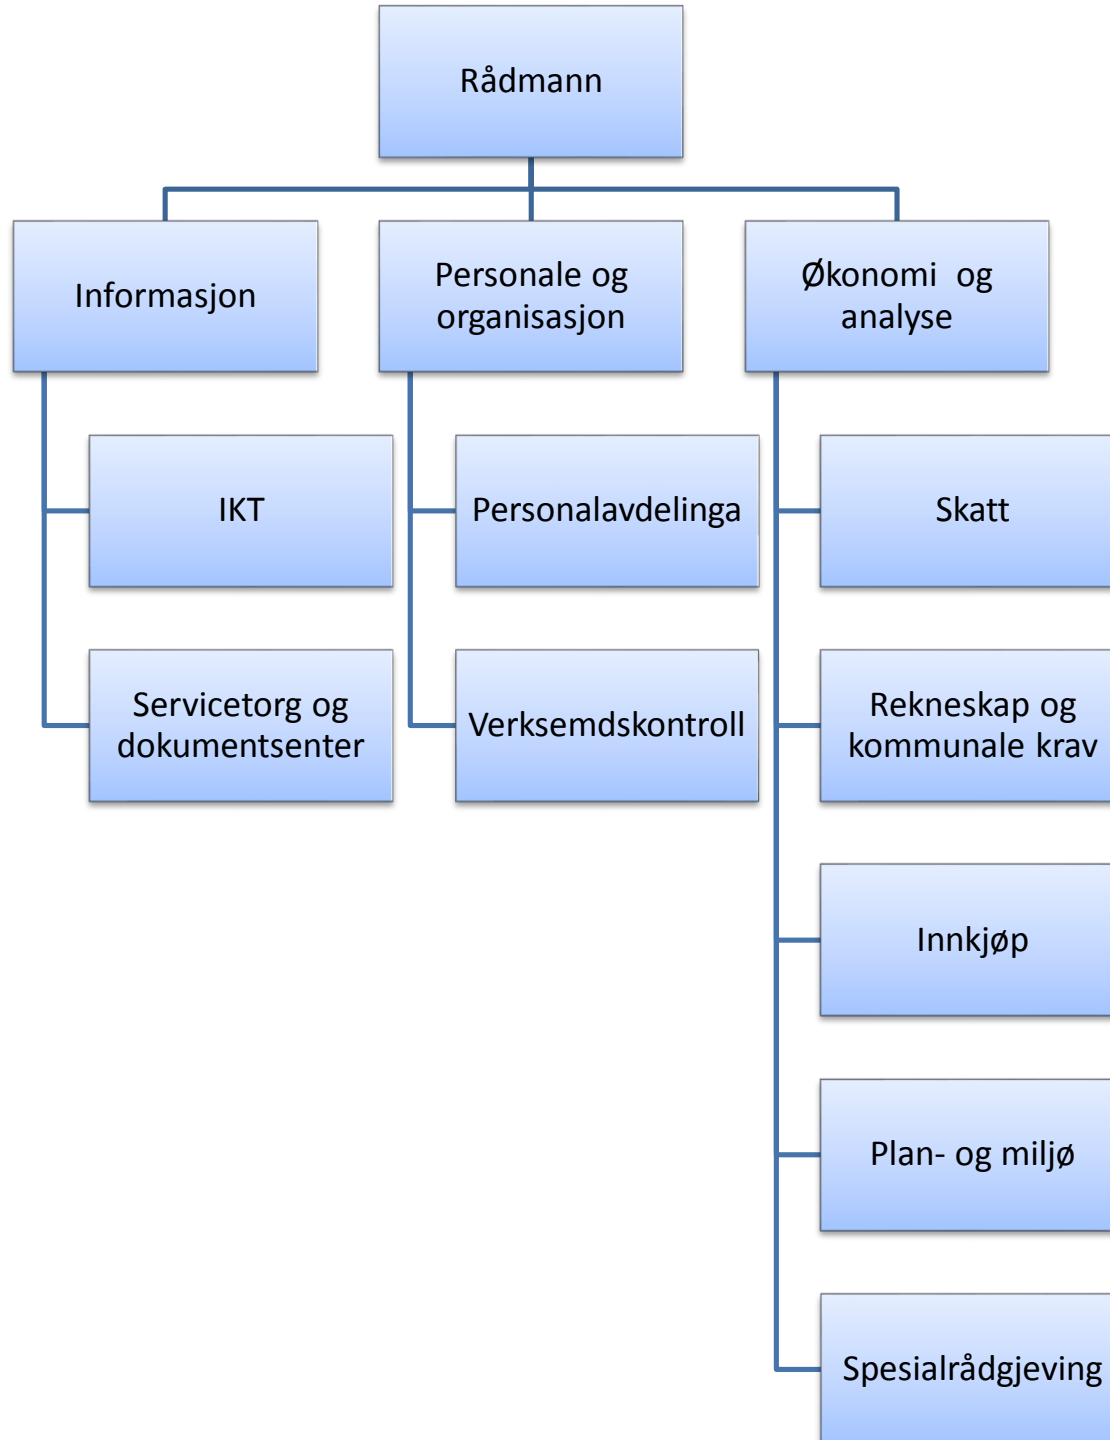 Rådmann
Informasjon
Personale og
organisasjon
Økonomi  og
analyse
IKT
Personalavdelinga
Skatt
Servicetorg og
dokumentsenter
Verksemdskontroll
Rekneskap og
kommunale krav
Innkjøp
Plan- og miljø
Spesialrådgjeving